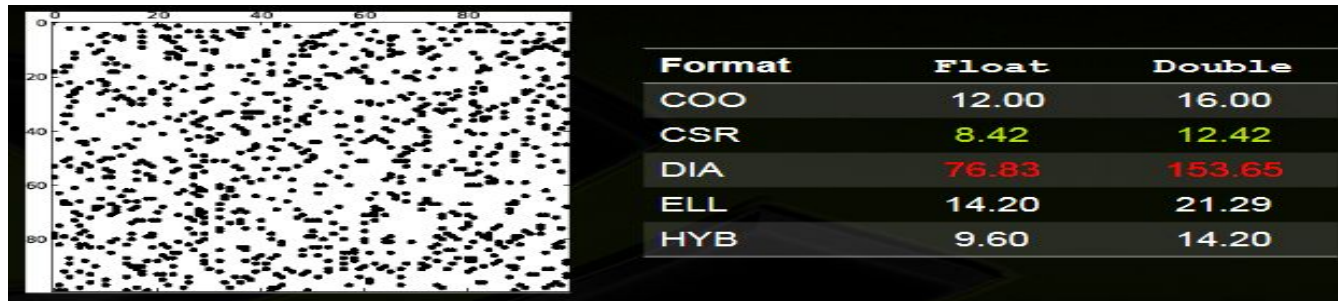 0 20 40 60 80
0
20
40
60
80
Format Float Double
COO 12.00 16.00
CSR 8.42 12.42
DIA 76.83 153.65
ELL 14.20 21.29
HYB 9.60 14.20